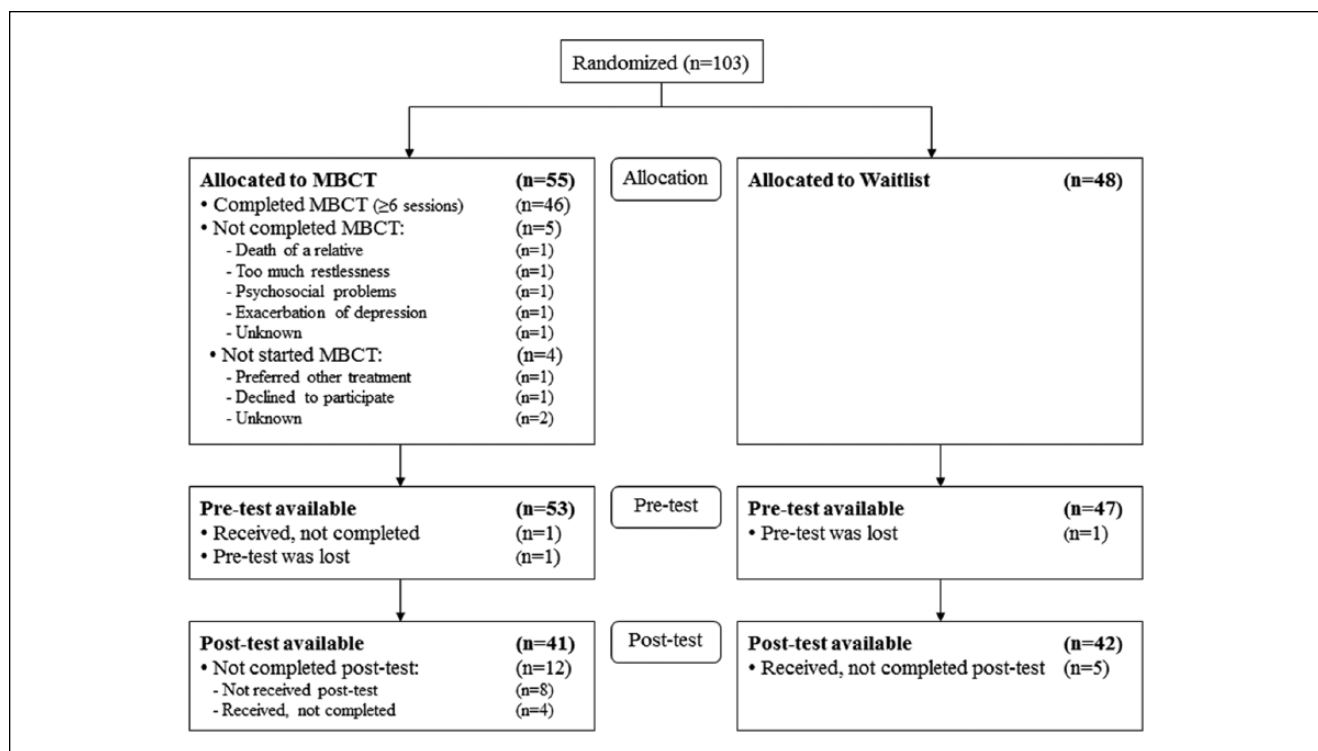 Randomized (n=103)
Allocated to MBCT (n=55)
• Completed MBCT (≥6 sessions) (n=46)
• Not completed MBCT: (n=5)
- Death of a relative (n=1)
- Too much restlessness (n=1)
- Psychosocial problems (n=1)
- Exacerbation of depression (n=1)
- Unknown (n=1)
• Not started MBCT: (n=4)
- Preferred other treatment (n=1)
- Declined to participate (n=1)
- Unknown (n=2)
Allocation
Allocated to Waitlist (n=48)
Pre-test available (n=53)
• Received, not completed (n=1)
• Pre-test was lost (n=1)
Pre-test
Pre-test available (n=47)
• Pre-test was lost (n=1)
Post-test available (n=41)
• Not completed post-test: (n=12)
- Not received post-test (n=8)
- Received, not completed (n=4)
Post-test
Post-test available (n=42)
• Received, not completed post-test (n=5)